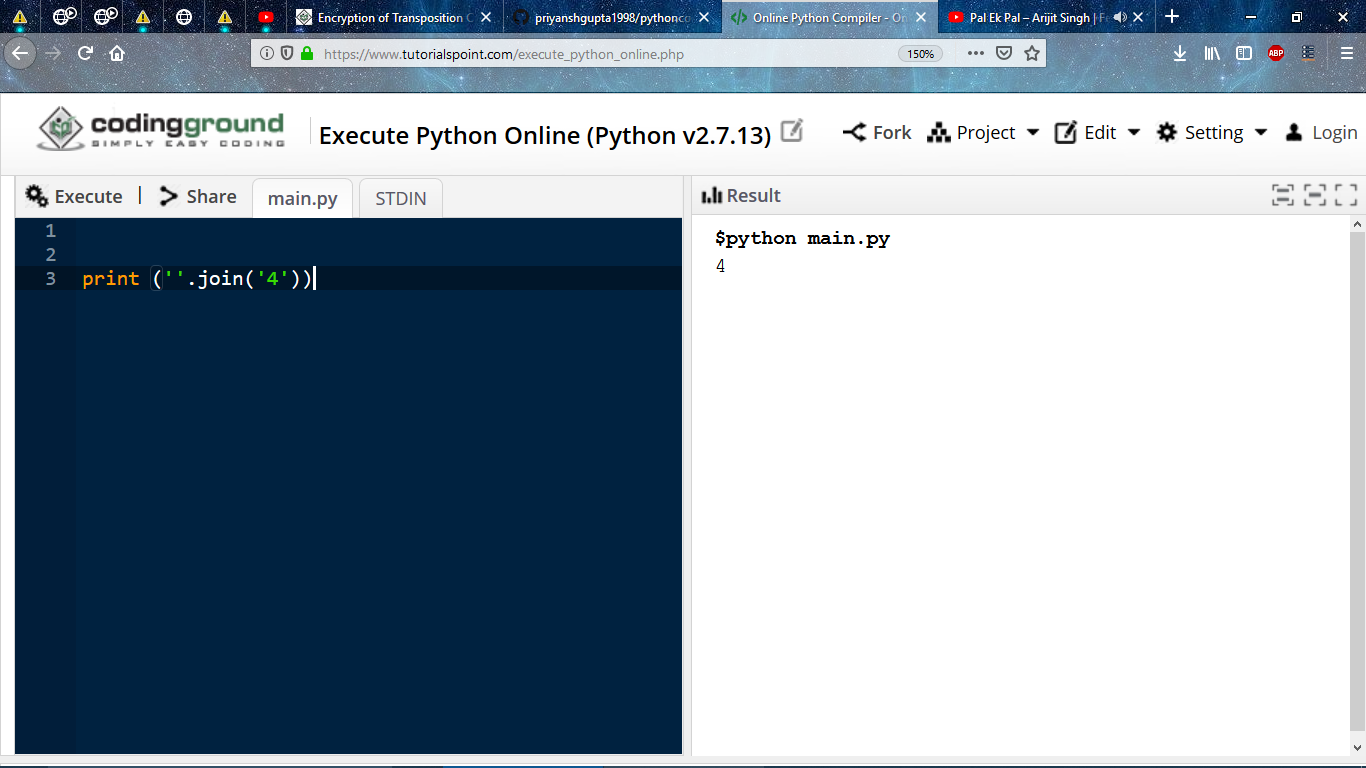 Encryption of Transposition C
priyanshgupta1998/pythonco
Online Python Compiler - On
Pal Ek Pal – Arijit Singh | Fe
https://www.tutorialspoint.com/execute_python_online.php
150%
ABP
codingground
SIMPLY EASY CODING
Execute Python Online (Python v2.7.13)
Fork
Project
Edit
Setting
Login
Execute | Share
main.py
STDIN
Result
1
2
3 print (''.join('4'))
$python main.py
4